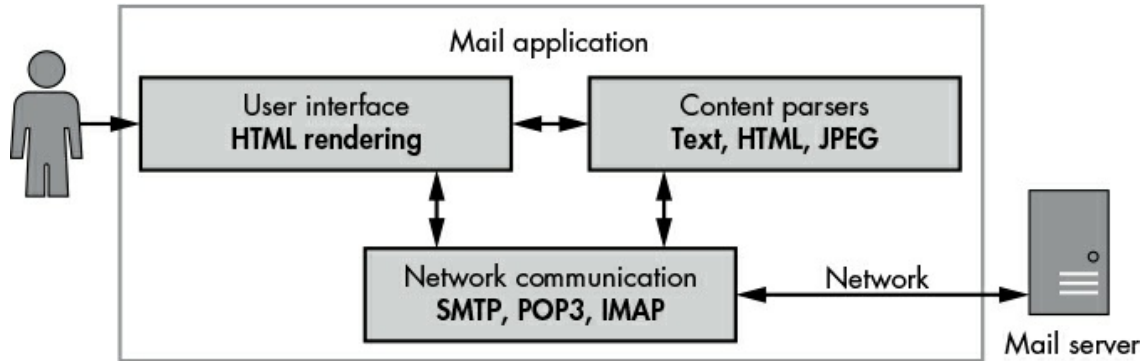 Mail application
User interface
HTML rendering
Content parsers
Text, HTML, JPEG
Network communication
SMTP, POP3, IMAP
Network
Mail server